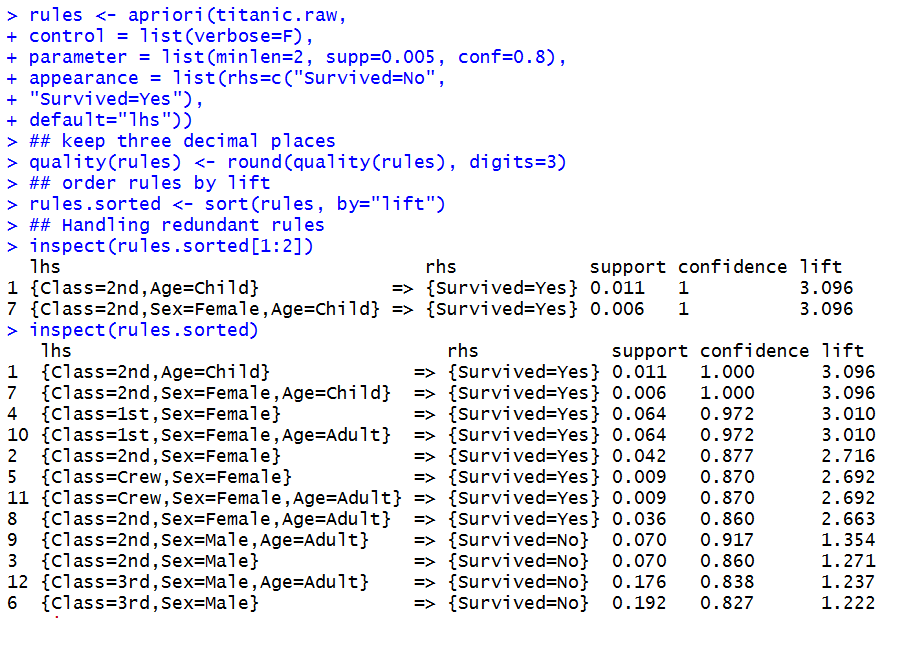 > rules <- apriori(titanic.raw,
+ control = list(verbose=F),
+ parameter = list(minlen=2, supp=0.005, conf=0.8),
+ appearance = list(rhs=c("Survived=No",
+ "Survived=Yes"),
+ default="lhs"))
> ## keep three decimal places
> quality(rules) <- round(quality(rules), digits=3)
> ## order rules by lift
> rules.sorted <- sort(rules, by="lift")
> ## Handling redundant rules
> inspect(rules.sorted[1:2])
  lhs                                 rhs            support confidence lift
1 {Class=2nd,Age=Child}            => {Survived=Yes} 0.011   1          3.096
7 {Class=2nd,Sex=Female,Age=Child} => {Survived=Yes} 0.006   1          3.096
> inspect(rules.sorted)
   lhs                                  rhs            support confidence lift
1  {Class=2nd,Age=Child}             => {Survived=Yes} 0.011   1.000      3.096
7  {Class=2nd,Sex=Female,Age=Child}  => {Survived=Yes} 0.006   1.000      3.096
4  {Class=1st,Sex=Female}            => {Survived=Yes} 0.064   0.972      3.010
10 {Class=1st,Sex=Female,Age=Adult}  => {Survived=Yes} 0.064   0.972      3.010
2  {Class=2nd,Sex=Female}            => {Survived=Yes} 0.042   0.877      2.716
5  {Class=Crew,Sex=Female}           => {Survived=Yes} 0.009   0.870      2.692
11 {Class=Crew,Sex=Female,Age=Adult} => {Survived=Yes} 0.009   0.870      2.692
8  {Class=2nd,Sex=Female,Age=Adult}  => {Survived=Yes} 0.036   0.860      2.663
9  {Class=2nd,Sex=Male,Age=Adult}    => {Survived=No}  0.070   0.917      1.354
3  {Class=2nd,Sex=Male}              => {Survived=No}  0.070   0.860      1.271
12 {Class=3rd,Sex=Male,Age=Adult}    => {Survived=No}  0.176   0.838      1.237
6  {Class=3rd,Sex=Male}              => {Survived=No}  0.192   0.827      1.222